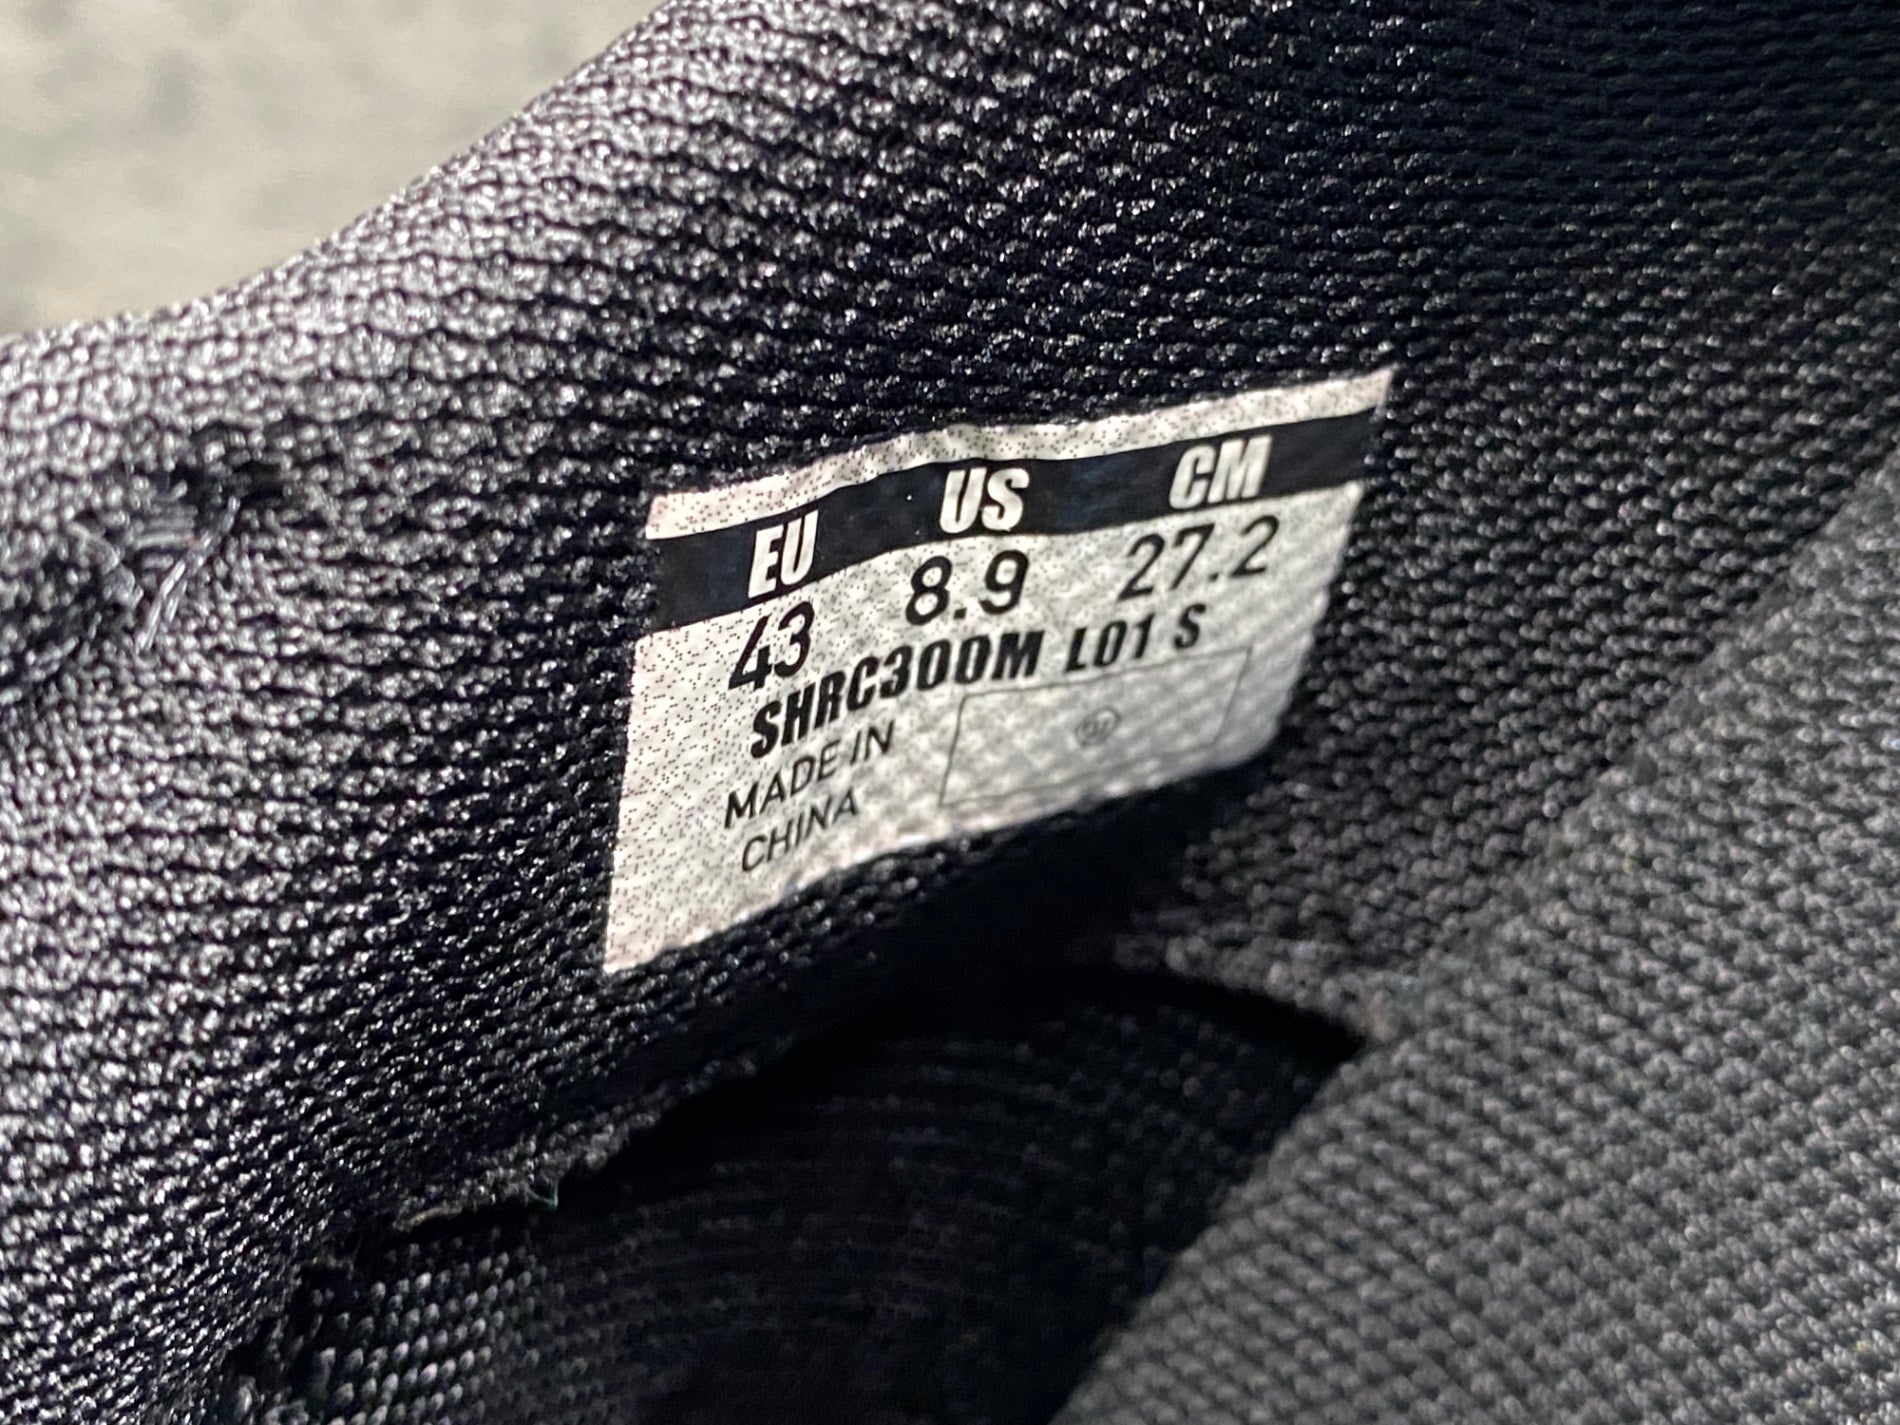 EU US CM
43 8.9 27.2
SHRC300M L01 S
MADE IN
CHINA